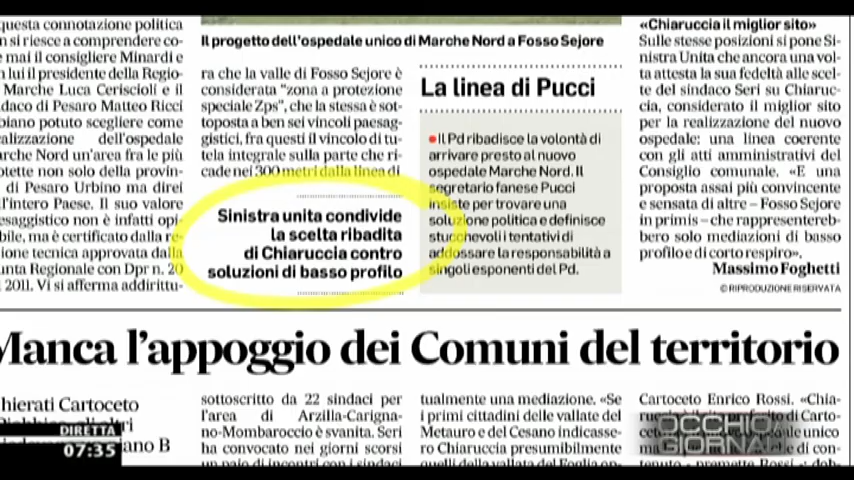 questa connotazione politica
n si riesce a comprendere co-
e mai il consigliere Minardi e
n lui il presidente della Regio-
Marche Luca Ceriscioli e il
ndaco di Pesaro Matteo Ricci
biano potuto scegliere come
alizzazione dell'ospedale
arche Nord un'area fra le più
otette non solo della provin-
di Pesaro Urbino ma direi
l'intero Paese. Il suo valore
esaggistico non è infatti opi-
bile, ma è certificato dalla re-
zione tecnica approvata dalla
unta Regionale con Dpr n. 20
2011. Vi si afferma addirittu-
Il progetto dell'ospedale unico di Marche Nord a Fosso Sejore
ra che la valle di Fosso Sejore è
considerata "zona a protezione
speciale Zps", che la stessa è sot-
toposta a ben sei vincoli paesag-
gistici, fra questi il vincolo di tu-
tela integrale sulla parte che ri-
cade nei 300 metri dalla linea di
Sinistra unita condivide
la scelta ribadita
di Chiaruccia contro
soluzioni di basso profilo
La linea di Pucci
●Il Pd ribadisce la volontà di
arrivare presto al nuovo
ospedale Marche Nord. Il
segretario fanese Pucci
insiste per trovare una
soluzione politica e definisce
stucchevoli i tentativi di
addossare la responsabilità a
singoli esponenti del Pd.
«Chiaruccia il miglior sito»
Sulle stesse posizioni si pone Si-
nistra Unita che ancora una vol-
ta attesta la sua fedeltà alle scel-
te del sindaco Seri su Chiaruc-
cia, considerato il miglior sito
per la realizzazione del nuovo
ospedale: una linea coerente
con gli atti amministrativi del
Consiglio comunale. «E una
proposta assai più convincente
e sensata di altre – Fosso Sejore
in primis – che rappresentereb-
bero solo mediazioni di basso
profilo e di corto respiro».
Massimo Foghetti
© RIPRODUZIONE RISERVATA
Manca l'appoggio dei Comuni del territorio
hierati Cartoceto
ano B
sottoscritto da 22 sindaci per
l'area di Arzilla-Carigna-
no-Mombaroccio è svanita. Seri
ha convocato nei giorni scorsi
un paio di incontri con i sindaci
tualmente una mediazione. «Se
i primi cittadini delle vallate del
Metauro e del Cesano indicasse-
ro Chiaruccia presumibilmente
quelli della vallata del Foglia op-
Cartoceto Enrico Rossi. «Chia-
DIRETTA
07:35
OCCHIO
GIORNALI